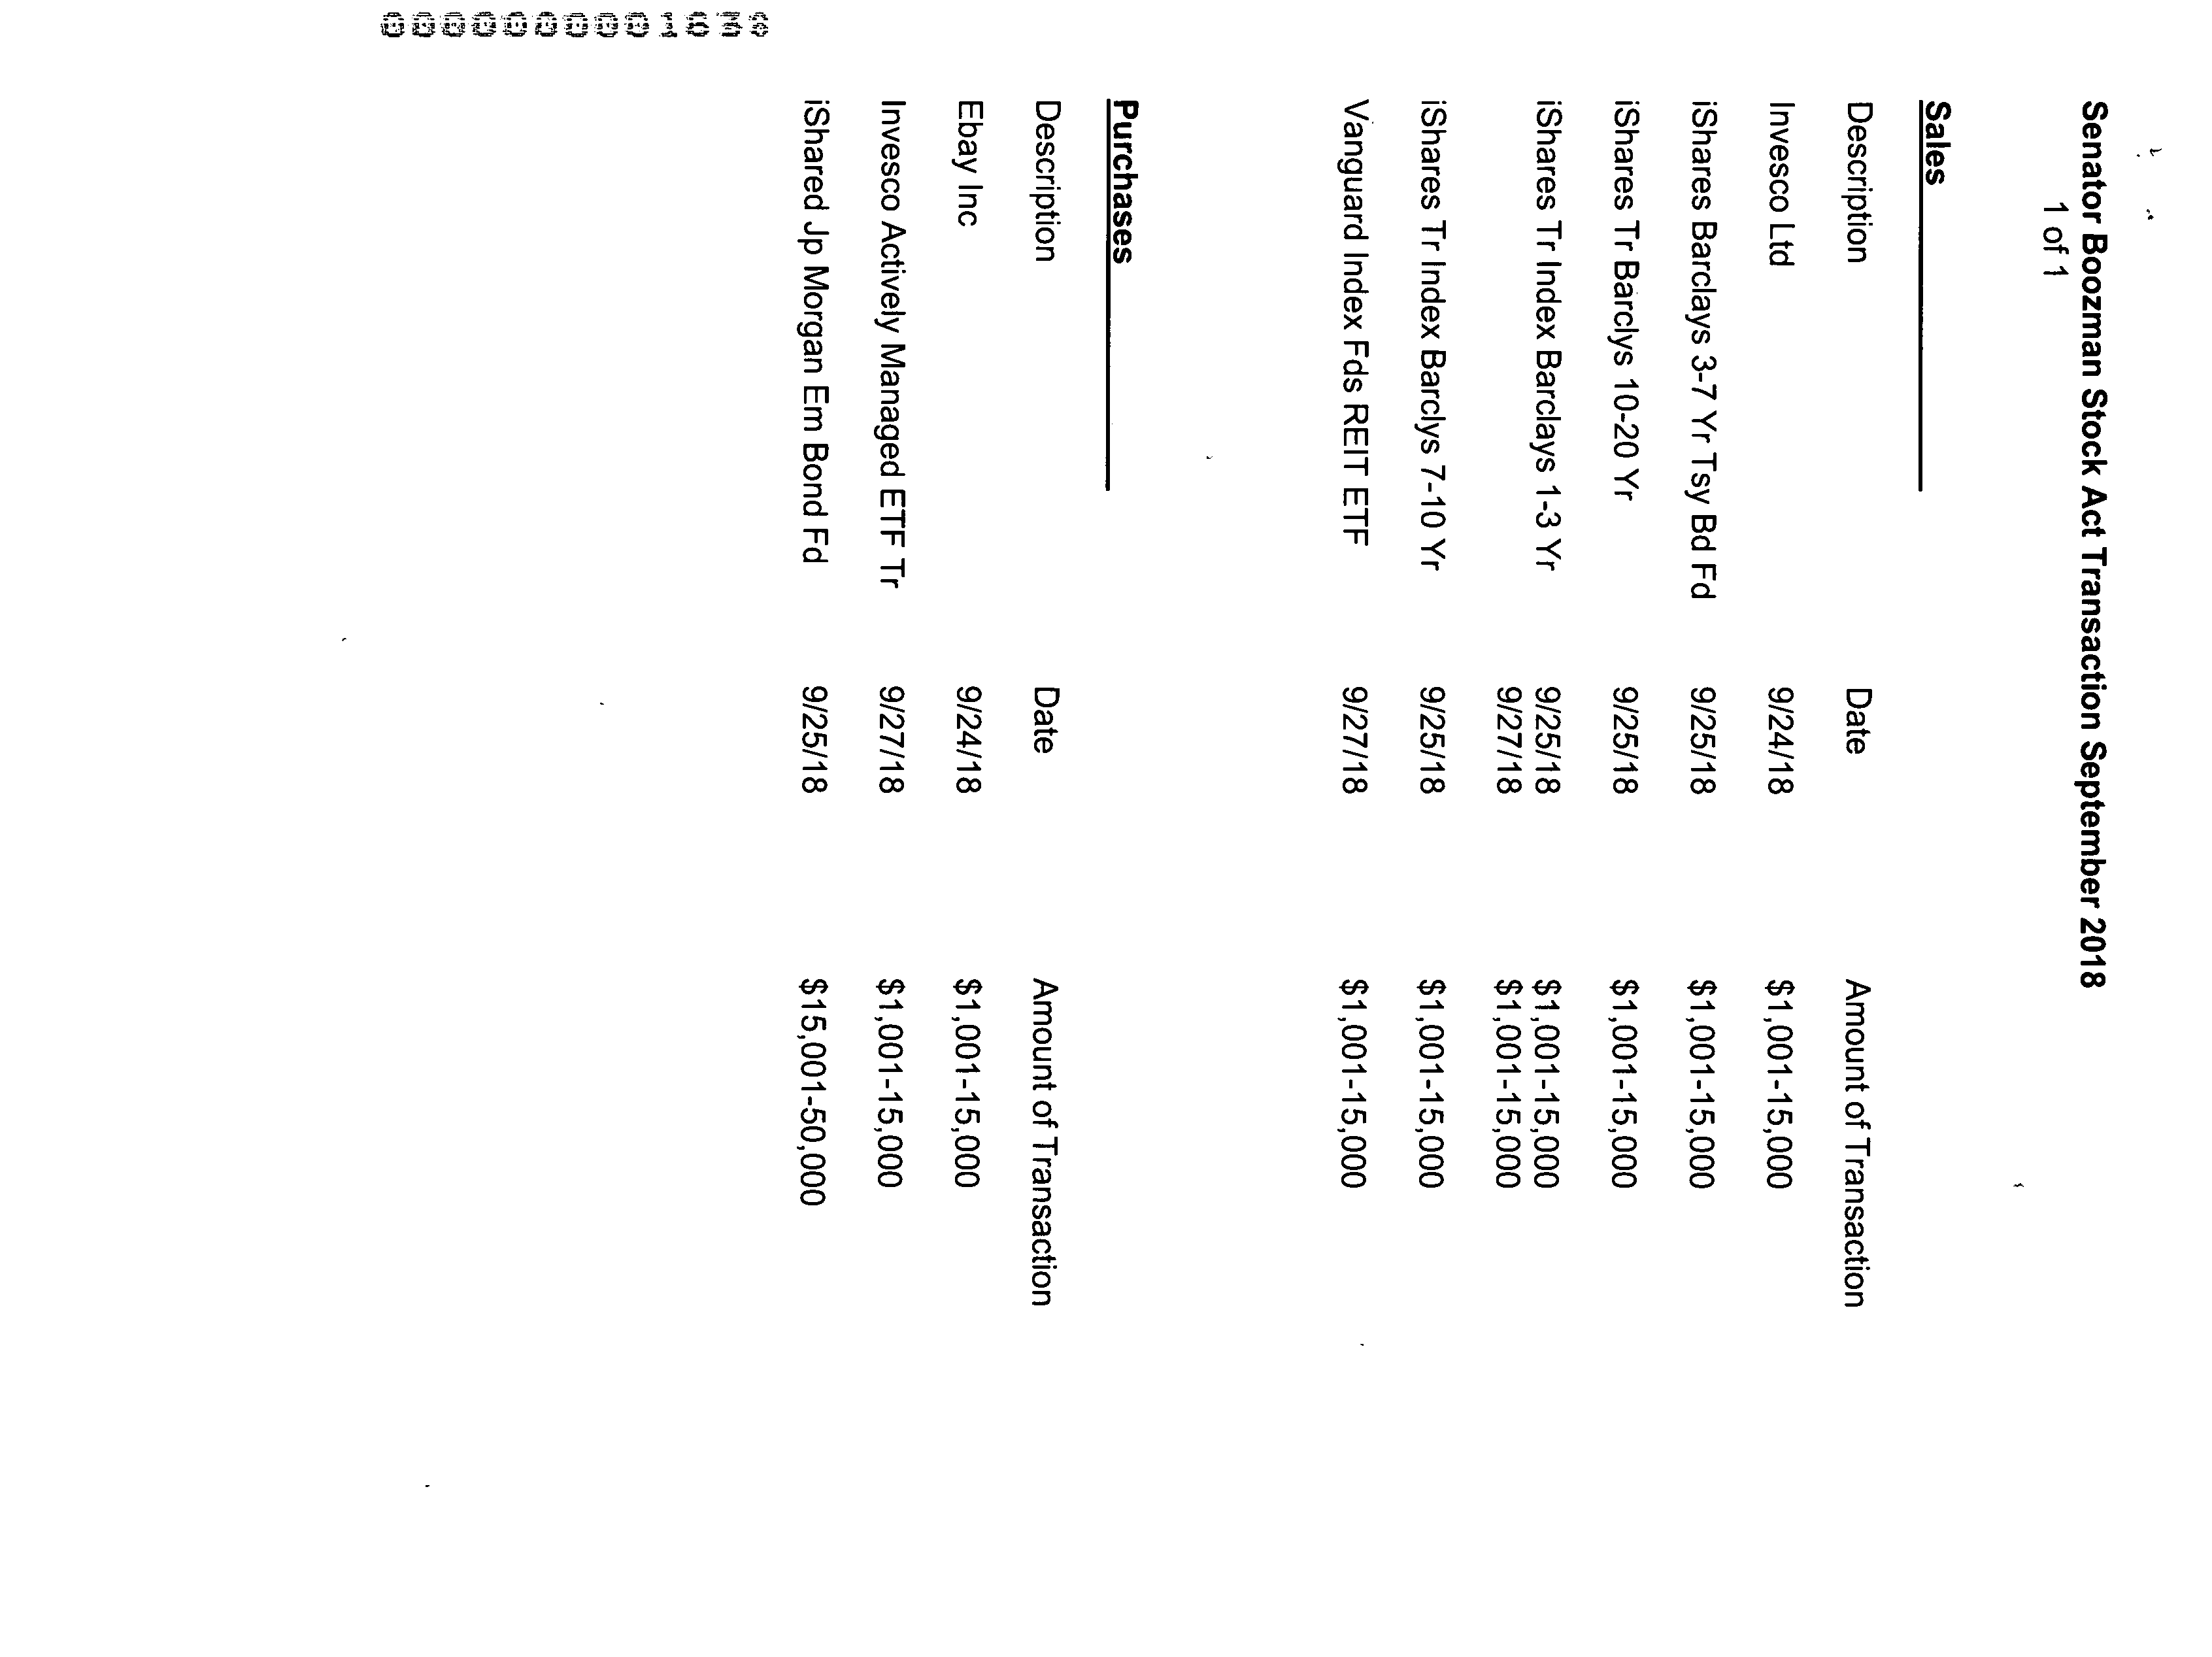 Senator Boozman Stock Act Transaction September 2018
1 of 1
Sales
Description Date Amount of Transaction
Invesco Ltd 9/24/18 $1,001-15,000
iShares Barclays 3-7 Yr Tsy Bd Fd 9/25/18 $1,001-15,000
iShares Tr Barclys 10-20 Yr 9/25/18 $1,001-15,000
iShares Tr Index Barclays 1-3 Yr 9/25/18 $1,001-15,000
9/27/18 $1,001-15,000
iShares Tr Index Barclys 7-10 Yr 9/25/18 $1,001-15,000
Vanguard Index Fds REIT ETF 9/27/18 $1,001-15,000
Purchases
Description Date Amount of Transaction
Ebay Inc 9/24/18 $1,001-15,000
Invesco Actively Managed ETF Tr 9/27/18 $1,001-15,000
iShared Jp Morgan Em Bond Fd 9/25/18 $15,001-50,000